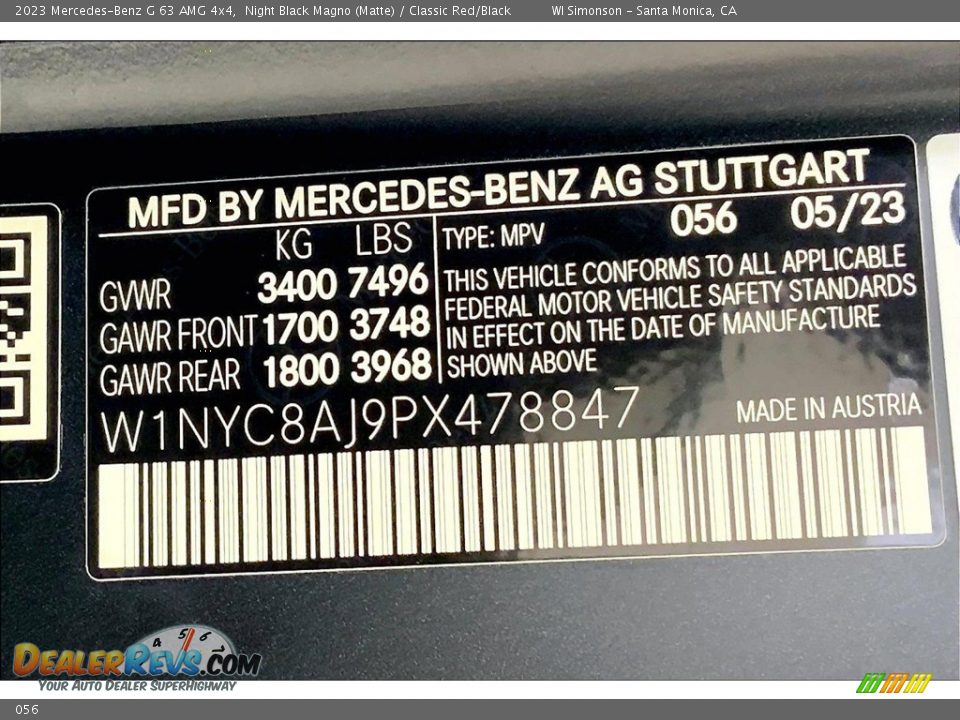 2023 Mercedes-Benz G 63 AMG 4x4, Night Black Magno (Matte) / Classic Red/Black WI Simonson - Santa Monica, CA
MFD BY MERCEDES-BENZ AG STUTTGART
KG LBS TYPE: MPV 056 05/23
GVWR 3400 7496
GAWR FRONT 1700 3748
GAWR REAR 1800 3968
THIS VEHICLE CONFORMS TO ALL APPLICABLE
FEDERAL MOTOR VEHICLE SAFETY STANDARDS
IN EFFECT ON THE DATE OF MANUFACTURE
SHOWN ABOVE
W1NYC8AJ9PX478847 MADE IN AUSTRIA
4 5 6
DEALERREVS.COM
YOUR AUTO DEALER SUPERHIGHWAY
056